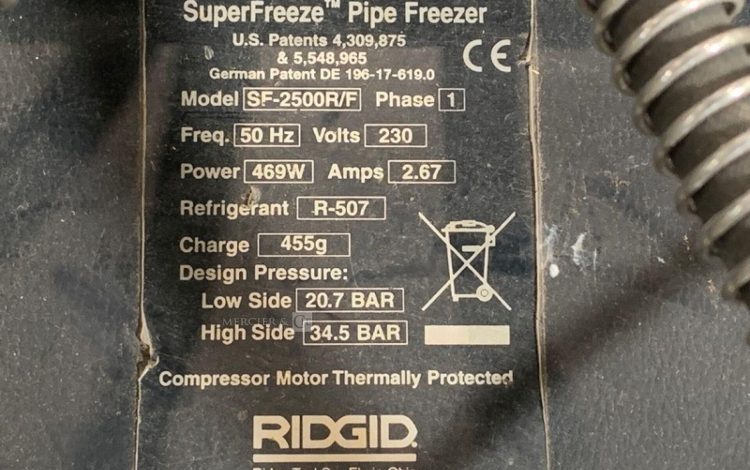 SuperFreeze™ Pipe Freezer
U.S. Patents 4,309,875
& 5,548,965
German Patent DE 196-17-619.0
CE
Model SF-2500R/F Phase 1
Freq. 50 Hz Volts 230
Power 469W Amps 2.67
Refrigerant R-507
Charge 455g
Design Pressure:
Low Side 20.7 BAR
MERCIER &
High Side 34.5 BAR
Compressor Motor Thermally Protected
RIDGID